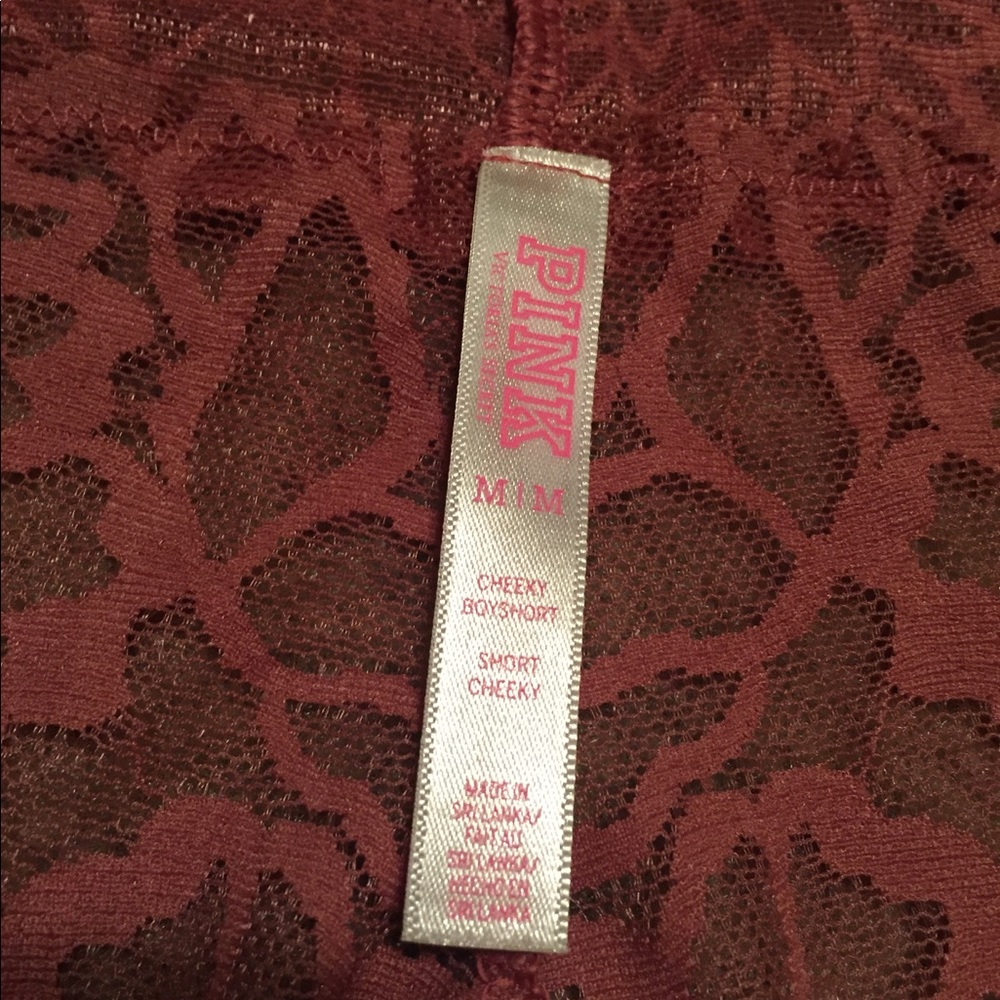 PINK
VICTORIA'S SECRET
M | M
CHEEKY
BOYSHORT
SHORT
CHEEKY
MADE IN
SRI LANKA/
FAIT AU
SRI LANKA/
HECHO EN
SRI LANKA